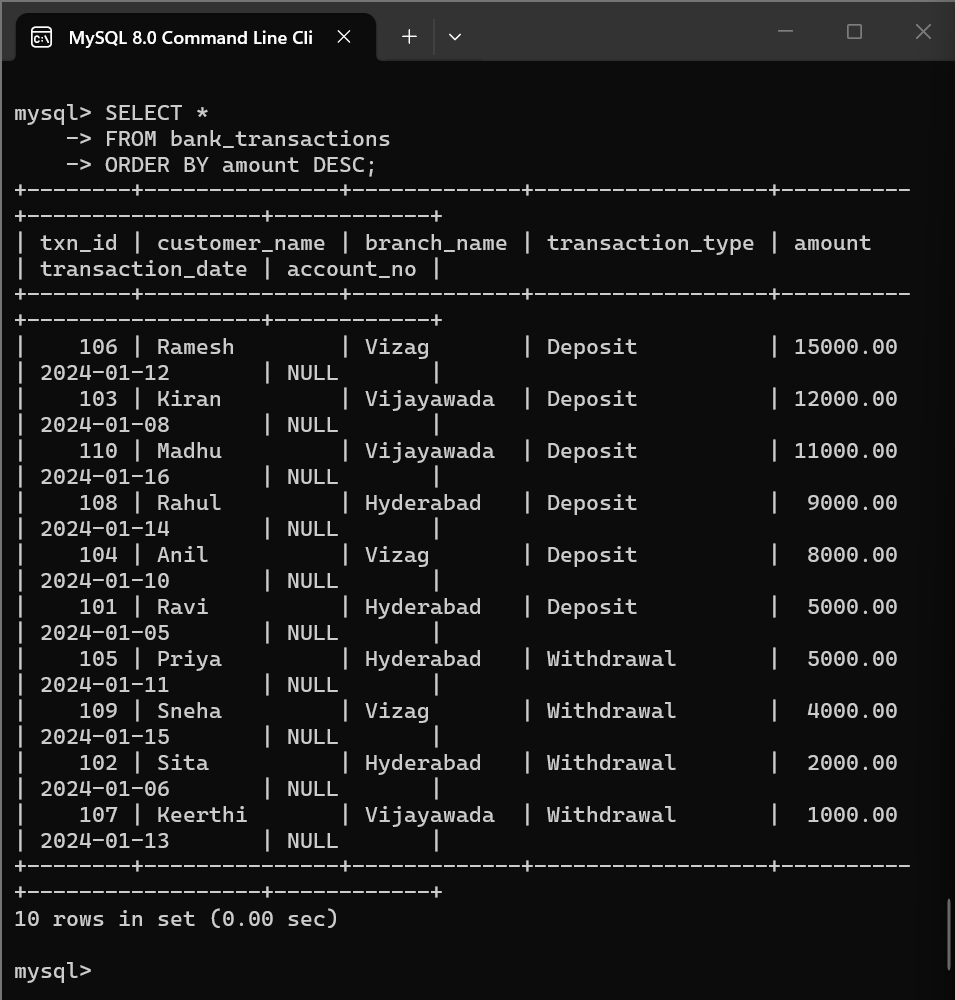 MySQL 8.0 Command Line Cli
mysql> SELECT *
    -> FROM bank_transactions
    -> ORDER BY amount DESC;
+--------+---------------+-------------+------------------+----------
+------------------+------------+
| txn_id | customer_name | branch_name | transaction_type | amount
| transaction_date | account_no |
+--------+---------------+-------------+------------------+----------
+------------------+------------+
|    106 | Ramesh        | Vizag       | Deposit          | 15000.00
| 2024-01-12       | NULL       |
|    103 | Kiran         | Vijayawada  | Deposit          | 12000.00
| 2024-01-08       | NULL       |
|    110 | Madhu         | Vijayawada  | Deposit          | 11000.00
| 2024-01-16       | NULL       |
|    108 | Rahul         | Hyderabad   | Deposit          |  9000.00
| 2024-01-14       | NULL       |
|    104 | Anil          | Vizag       | Deposit          |  8000.00
| 2024-01-10       | NULL       |
|    101 | Ravi          | Hyderabad   | Deposit          |  5000.00
| 2024-01-05       | NULL       |
|    105 | Priya         | Hyderabad   | Withdrawal       |  5000.00
| 2024-01-11       | NULL       |
|    109 | Sneha         | Vizag       | Withdrawal       |  4000.00
| 2024-01-15       | NULL       |
|    102 | Sita          | Hyderabad   | Withdrawal       |  2000.00
| 2024-01-06       | NULL       |
|    107 | Keerthi       | Vijayawada  | Withdrawal       |  1000.00
| 2024-01-13       | NULL       |
+--------+---------------+-------------+------------------+----------
+------------------+------------+
10 rows in set (0.00 sec)
mysql>